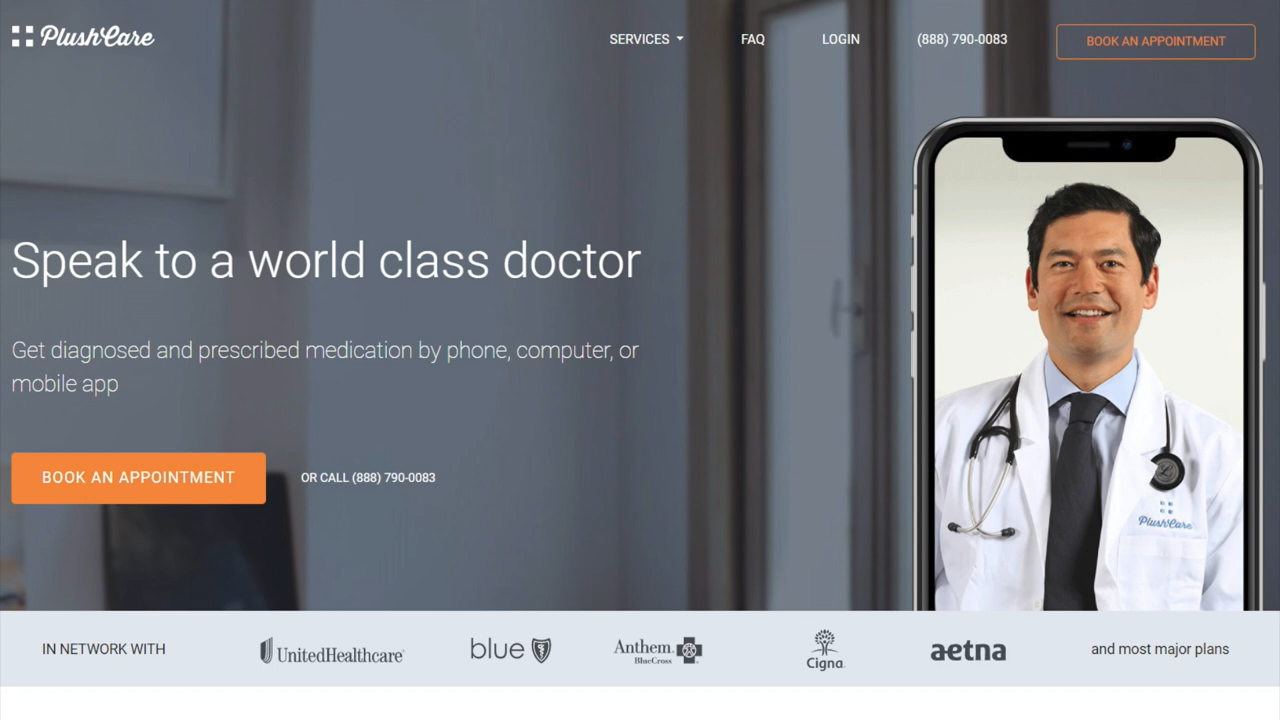 PlushCare
SERVICES
FAQ
LOGIN
(888) 790-0083
BOOK AN APPOINTMENT
Speak to a world class doctor
Get diagnosed and prescribed medication by phone, computer, or
mobile app
BOOK AN APPOINTMENT
OR CALL (888) 790-0083
PlushCare
IN NETWORK WITH
UnitedHealthcare
blue
Anthem
BlueCross
Cigna
aetna
and most major plans